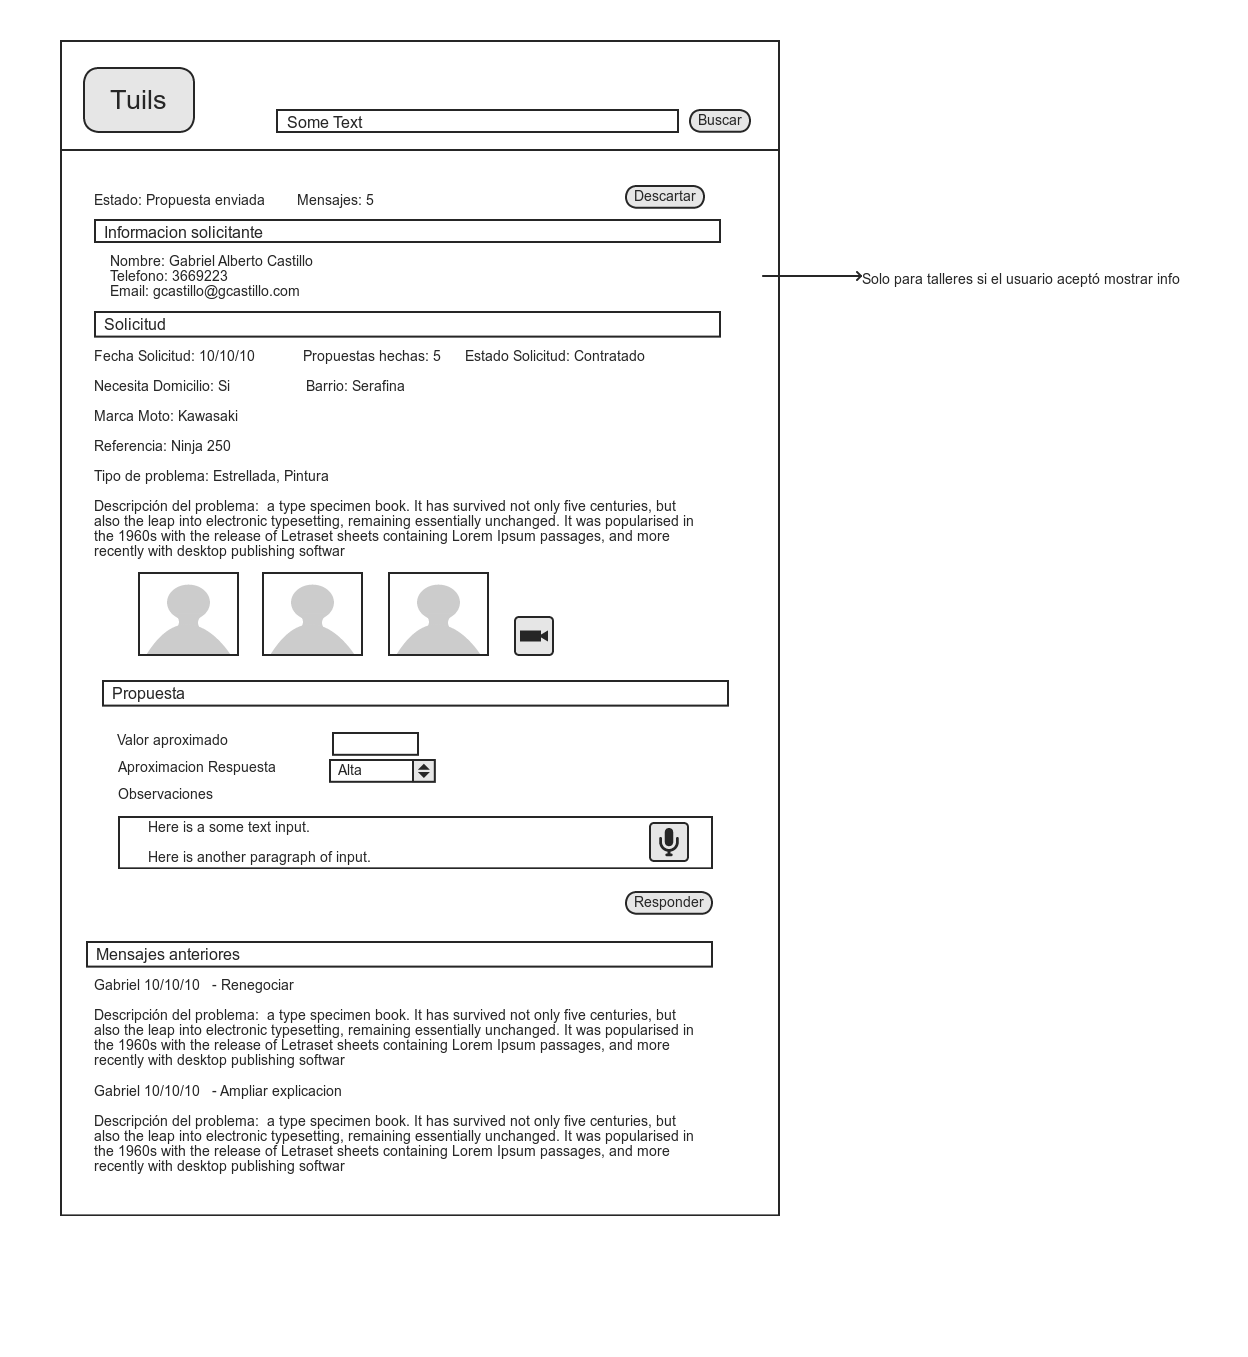 Tuils
Some Text
Buscar
Estado: Propuesta enviada
Mensajes: 5
Descartar
Informacion solicitante
Nombre: Gabriel Alberto Castillo
Telefono: 3669223
Email: gcastillo@gcastillo.com
Solo para talleres si el usuario aceptó mostrar info
Solicitud
Fecha Solicitud: 10/10/10
Propuestas hechas: 5
Estado Solicitud: Contratado
Necesita Domicilio: Si
Barrio: Serafina
Marca Moto: Kawasaki
Referencia: Ninja 250
Tipo de problema: Estrellada, Pintura
Descripción del problema:  a type specimen book. It has survived not only five centuries, but
also the leap into electronic typesetting, remaining essentially unchanged. It was popularised in
the 1960s with the release of Letraset sheets containing Lorem Ipsum passages, and more
recently with desktop publishing softwar
Propuesta
Valor aproximado
Aproximacion Respuesta
Alta
Observaciones
Here is a some text input.
Here is another paragraph of input.
Responder
Mensajes anteriores
Gabriel 10/10/10   - Renegociar
Descripción del problema:  a type specimen book. It has survived not only five centuries, but
also the leap into electronic typesetting, remaining essentially unchanged. It was popularised in
the 1960s with the release of Letraset sheets containing Lorem Ipsum passages, and more
recently with desktop publishing softwar
Gabriel 10/10/10   - Ampliar explicacion
Descripción del problema:  a type specimen book. It has survived not only five centuries, but
also the leap into electronic typesetting, remaining essentially unchanged. It was popularised in
the 1960s with the release of Letraset sheets containing Lorem Ipsum passages, and more
recently with desktop publishing softwar